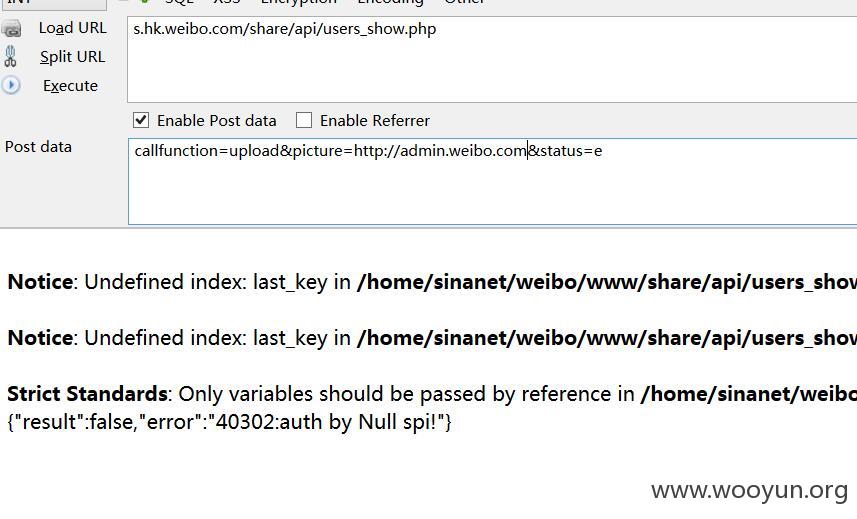 SQL XSS Encryption Encoding Other
Load URL
s.hk.weibo.com/share/api/users_show.php
Split URL
Execute
Enable Post data Enable Referrer
Post data
callfunction=upload&picture=http://admin.weibo.com&status=e
Notice: Undefined index: last_key in /home/sinanet/weibo/www/share/api/users_show
Notice: Undefined index: last_key in /home/sinanet/weibo/www/share/api/users_show
Strict Standards: Only variables should be passed by reference in /home/sinanet/weibo
{"result":false,"error":"40302:auth by Null spi!"}
www.wooyun.org